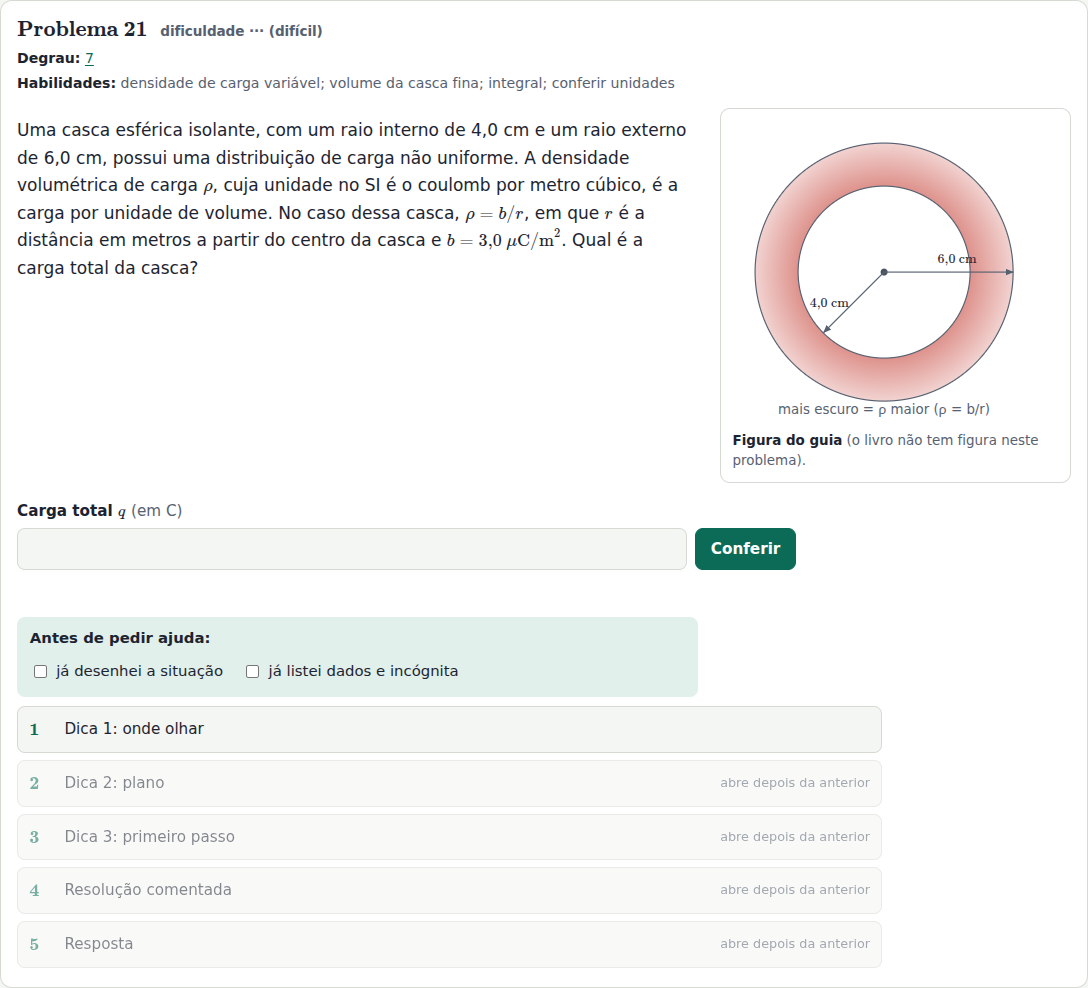 Problema 21 dificuldade ··· (difícil)
Degrau: 7
Habilidades: densidade de carga variável; volume da casca fina; integral; conferir unidades
Uma casca esférica isolante, com um raio interno de 4,0 cm e um raio externo
de 6,0 cm, possui uma distribuição de carga não uniforme. A densidade
volumétrica de carga ρ, cuja unidade no SI é o coulomb por metro cúbico, é a
carga por unidade de volume. No caso dessa casca, ρ = b/r, em que r é a
distância em metros a partir do centro da casca e b = 3,0 μC/m². Qual é a
carga total da casca?
6,0 cm
4,0 cm
mais escuro = ρ maior (ρ = b/r)
Figura do guia (o livro não tem figura neste
problema).
Carga total q (em C)
Conferir
Antes de pedir ajuda:
já desenhei a situação já listei dados e incógnita
1 Dica 1: onde olhar
2 Dica 2: plano abre depois da anterior
3 Dica 3: primeiro passo abre depois da anterior
4 Resolução comentada abre depois da anterior
5 Resposta abre depois da anterior